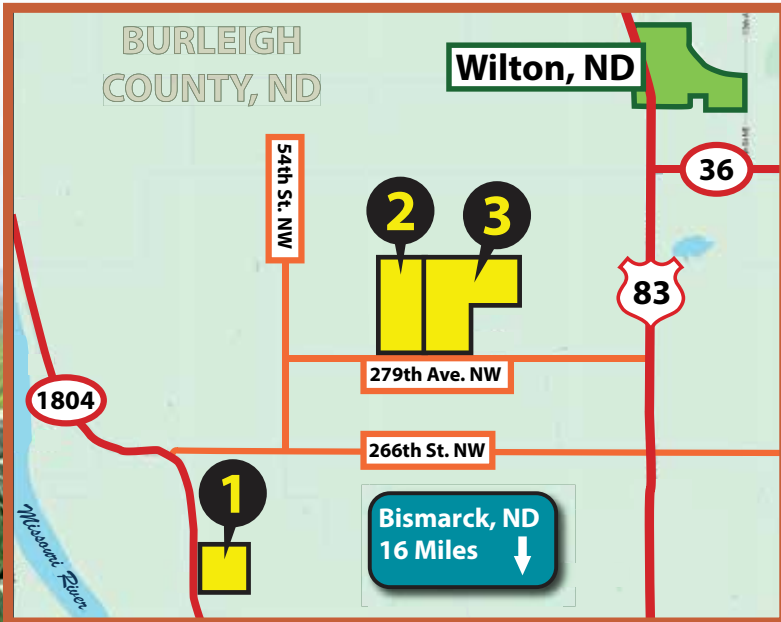 BURLEIGH
COUNTY, ND
Wilton, ND
36
54th St. NW
2
3
83
279th Ave. NW
1804
266th St. NW
1
Bismarck, ND
16 Miles
Missouri River